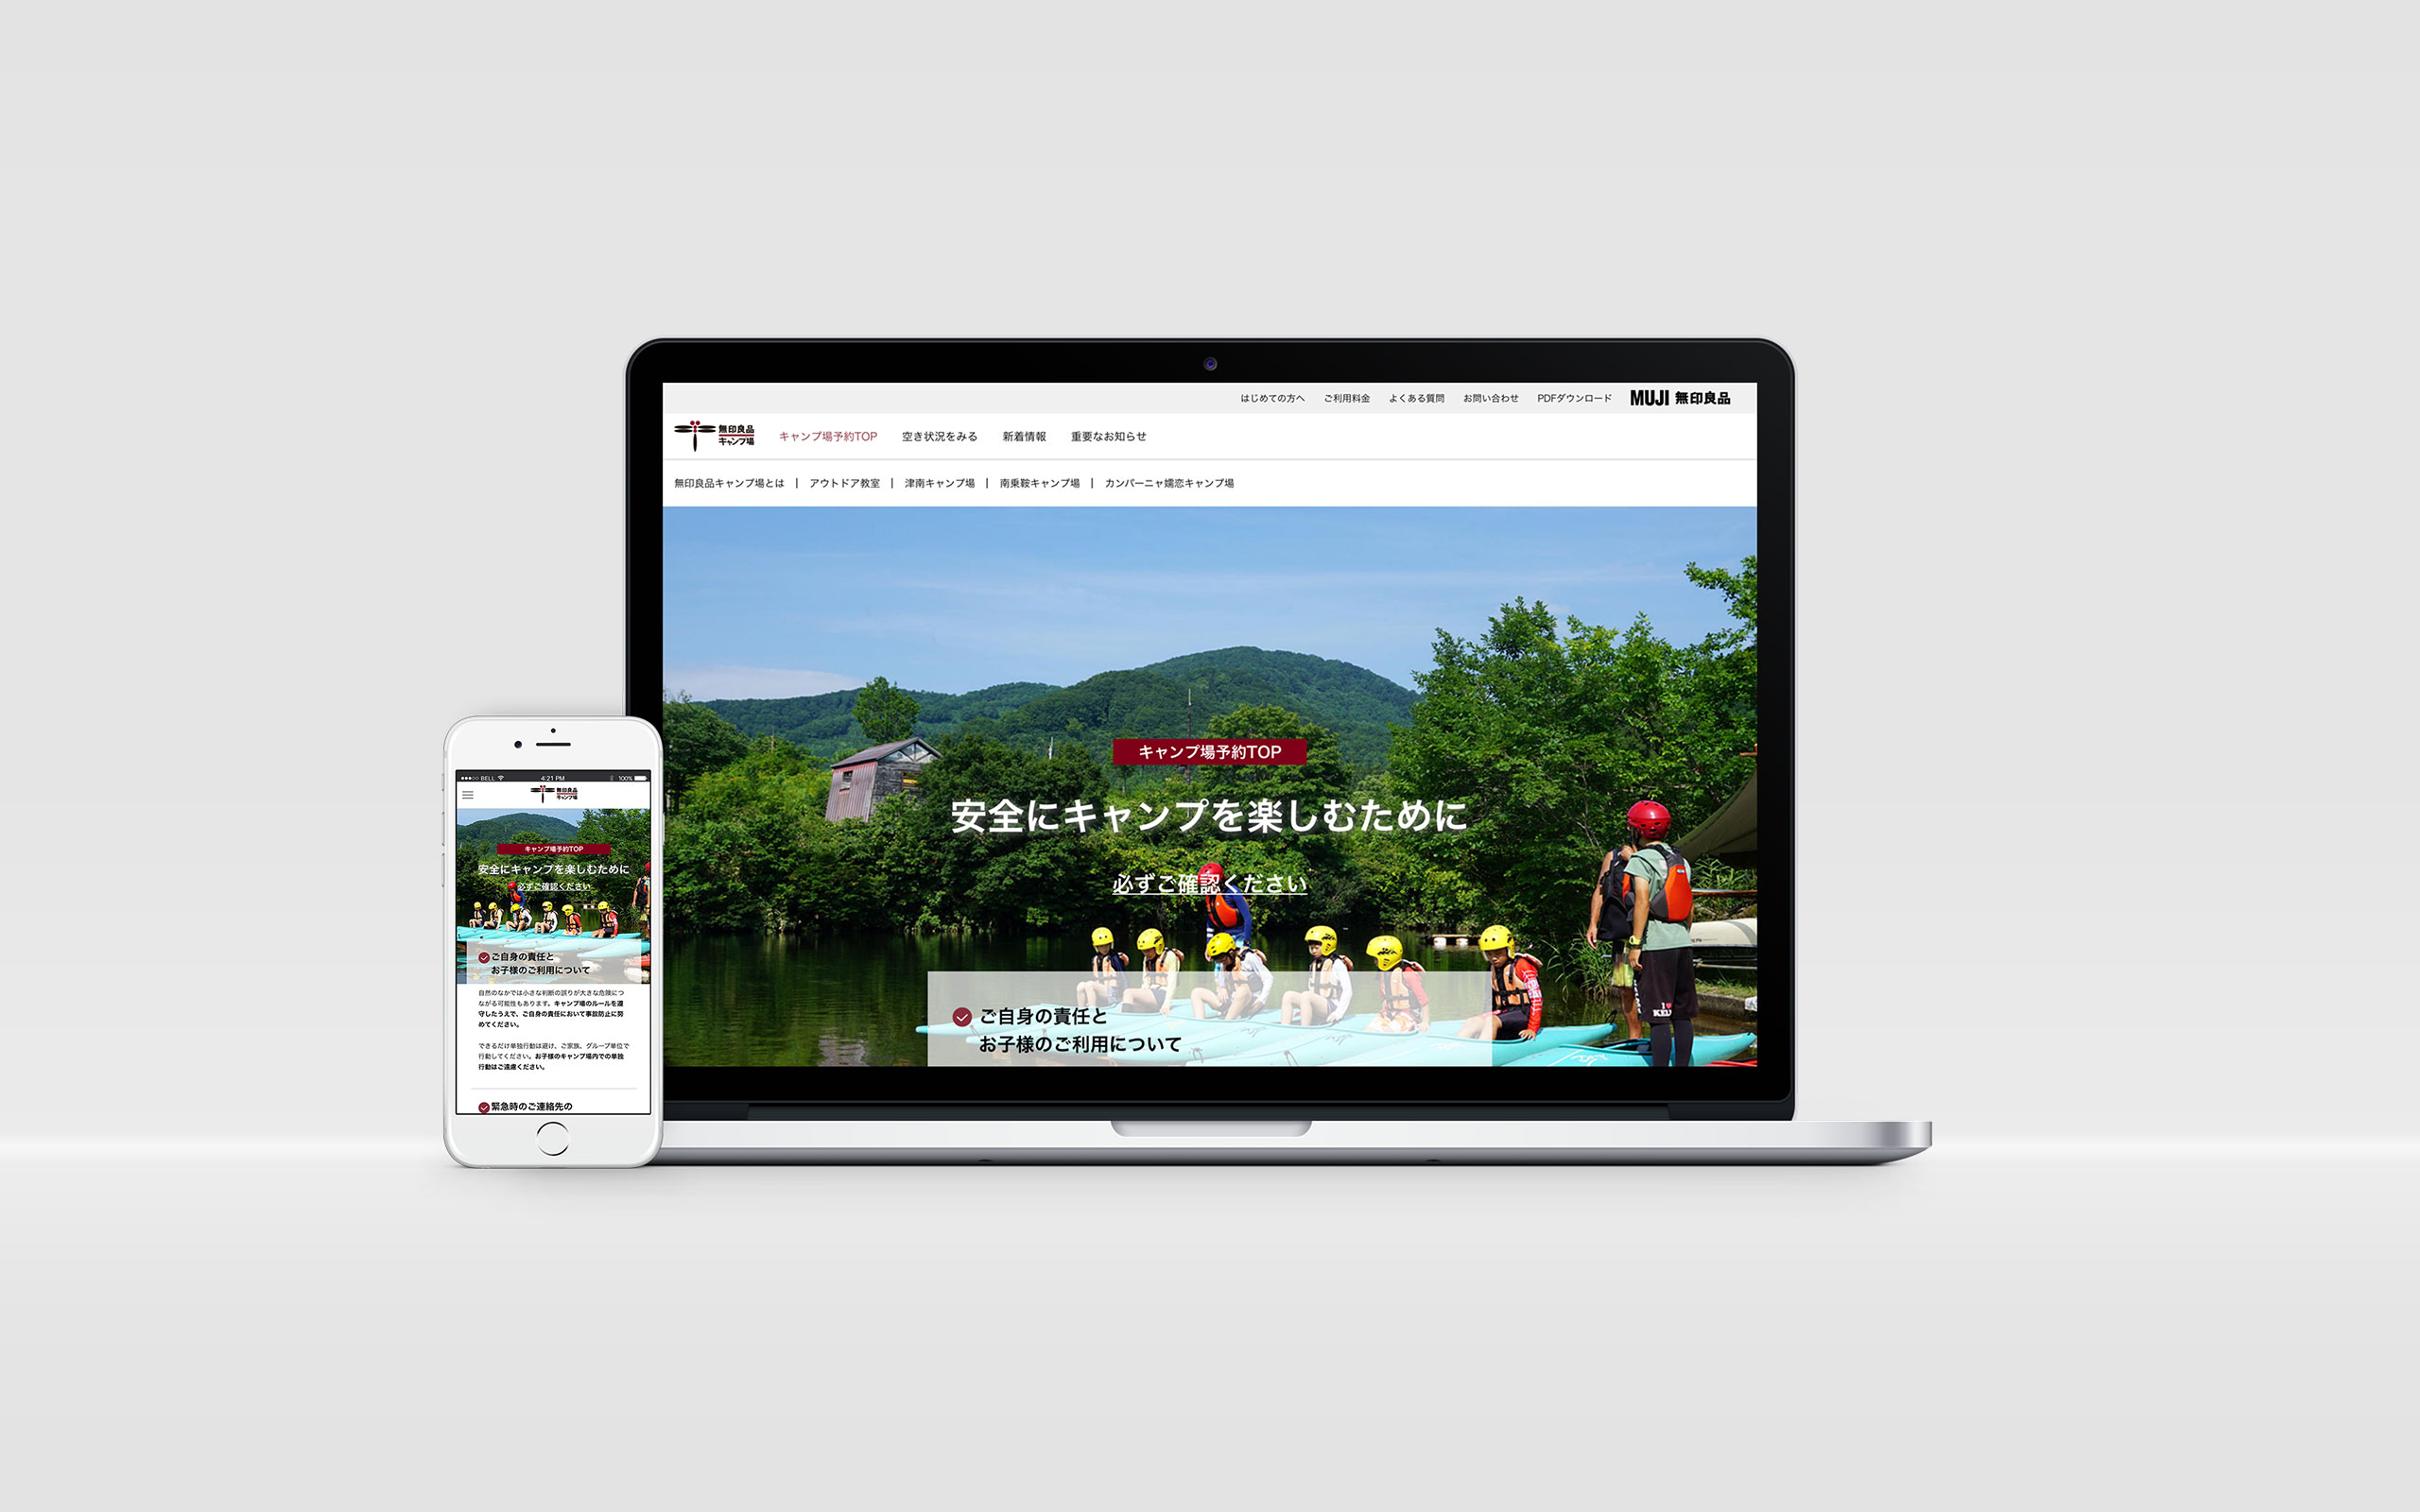 はじめての方へ ご利用料金 よくある質問 お問い合わせ PDFダウンロード MUJI 無印良品
無印良品
キャンプ場
キャンプ場予約TOP 空き状況をみる 新着情報 重要なお知らせ
無印良品キャンプ場とは | アウトドア教室 | 津南キャンプ場 | 南乗鞍キャンプ場 | カンパーニャ嬬恋キャンプ場
キャンプ場予約TOP
安全にキャンプを楽しむために
必ずご確認ください
ご自身の責任と
お子様のご利用について
BELL 4:21 PM 100%
無印良品
キャンプ場
キャンプ場予約TOP
安全にキャンプを楽しむために
必ずご確認ください
ご自身の責任と
お子様のご利用について
自然のなかでは小さな判断の誤りが大きな危険につ
ながる可能性もあります。キャンプ場のルールを遵
守したうえで、ご自身の責任において事故防止に努
めてください。
できるだけ単独行動は避け、ご家族、グループ単位で
行動してください。お子様のキャンプ場内での単独
行動はご遠慮ください。
緊急時のご連絡先の